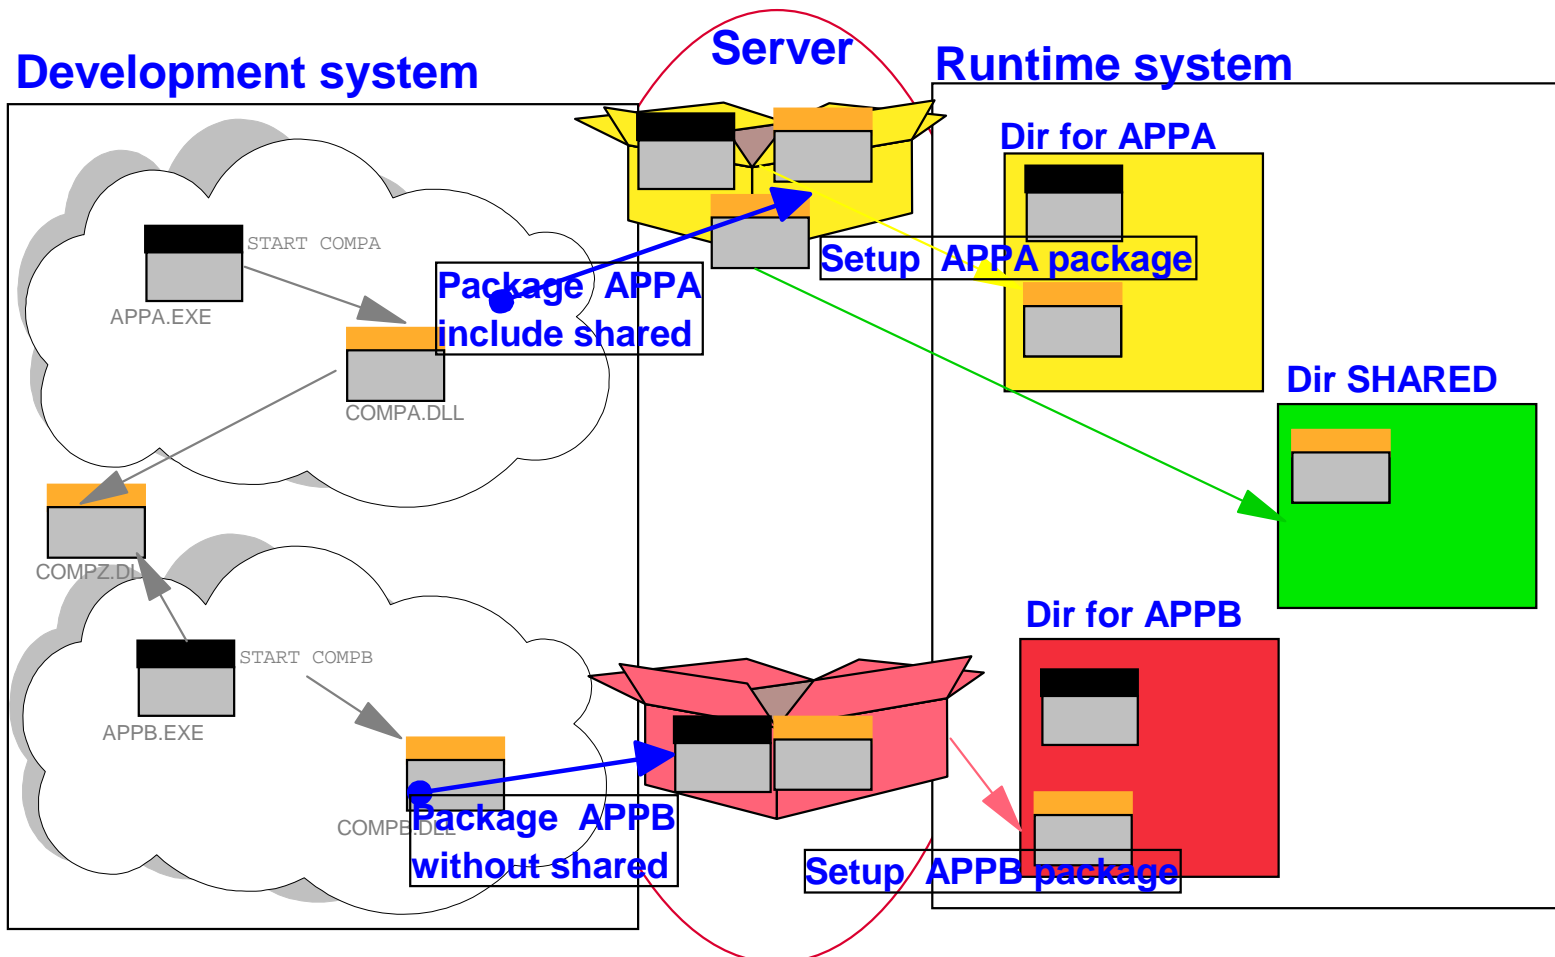 Development system
Server
Runtime system
Dir for APPA
START COMPA
APPA.EXE
Package APPA
include shared
Setup APPA package
COMPA.DLL
Dir SHARED
COMPZ.DL
Dir for APPB
START COMPB
APPB.EXE
COMPB.DLL
Package APPB
without shared
Setup APPB package